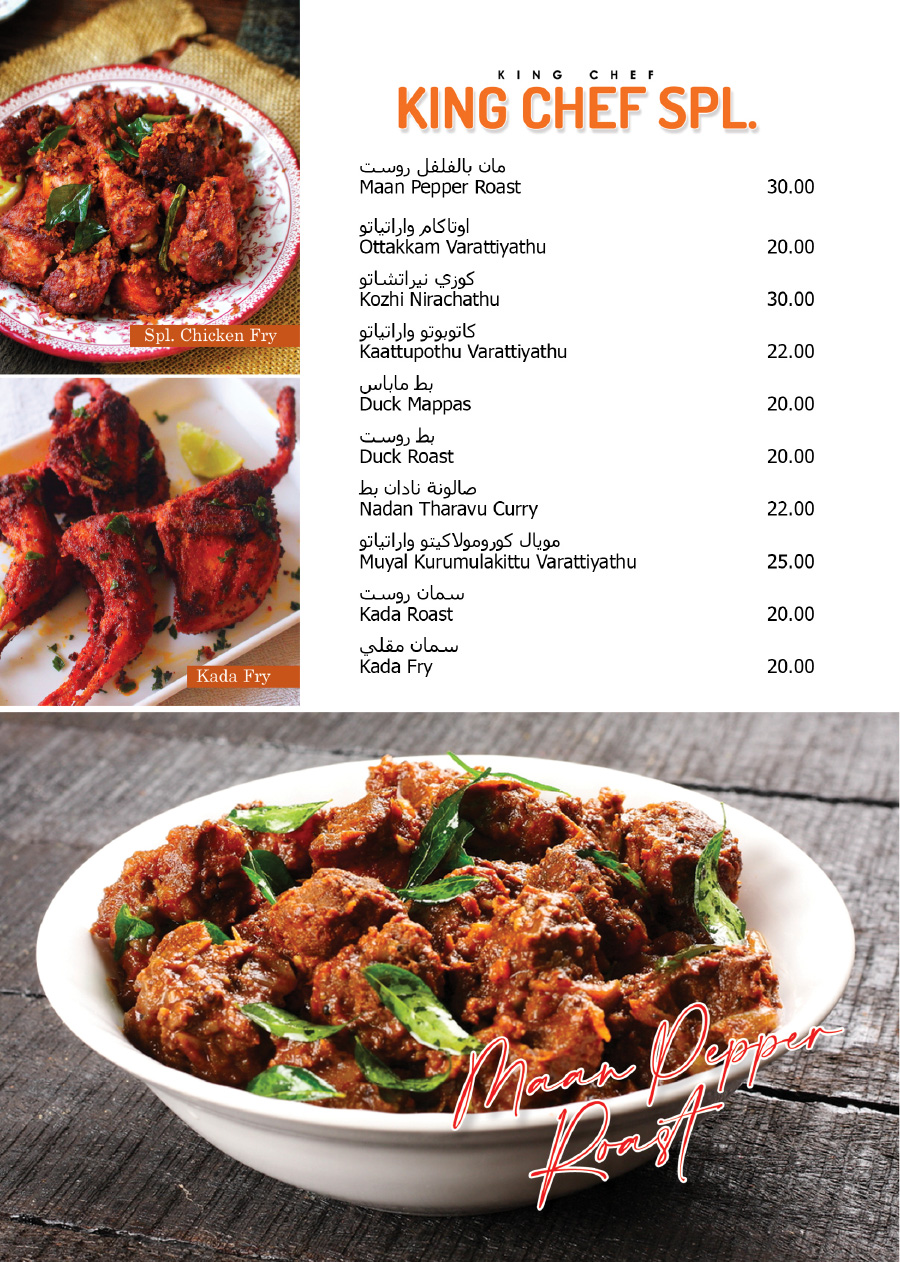 KING CHEF
KING CHEF SPL.
مان بالفلفل روست
Maan Pepper Roast 30.00
اوتاكام واراتياتو
Ottakkam Varattiyathu 20.00
كوزي نيراتشاتو
Kozhi Nirachathu 30.00
كاتوبوتو واراتياتو
Kaattupothu Varattiyathu 22.00
بط ماباس
Duck Mappas 20.00
بط روست
Duck Roast 20.00
صالونة نادان بط
Nadan Tharavu Curry 22.00
مويال كورومولاكيتو واراتياتو
Muyal Kurumulakittu Varattiyathu 25.00
سمان روست
Kada Roast 20.00
سمان مقلي
Kada Fry 20.00
Spl. Chicken Fry
Kada Fry
Maan Pepper
Roast